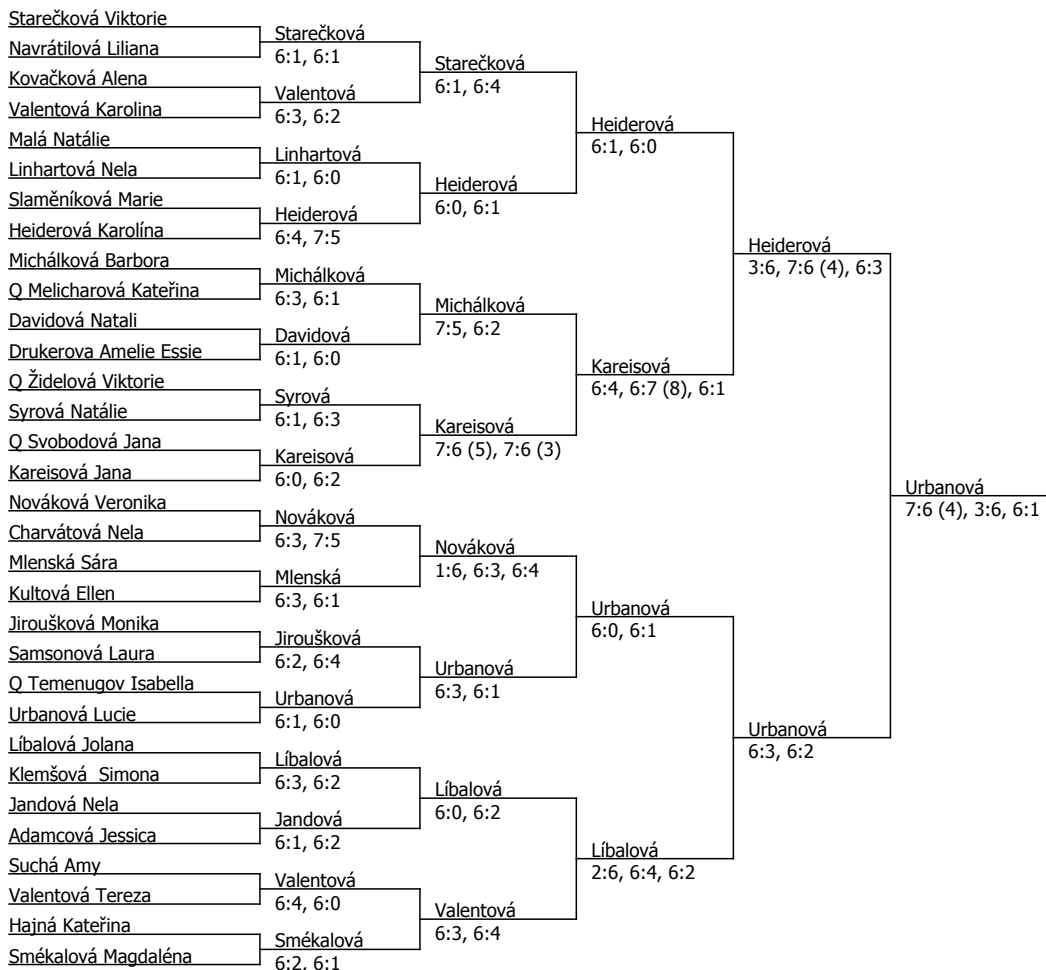 Starečková Viktorie
Navrátilová Liliana
Kovačková Alena
Valentová Karolina
Malá Natálie
Linhartová Nela
Slaměníková Marie
Heiderová Karolína
Michálková Barbora
Q Melicharová Kateřina
Davidová Natali
Drukerova Amelie Essie
Q Židelová Viktorie
Syrová Natálie
Q Svobodová Jana
Kareisová Jana
Nováková Veronika
Charvátová Nela
Mlenská Sára
Kultová Ellen
Jiroušková Monika
Samsonová Laura
Q Temenugov Isabella
Urbanová Lucie
Líbalová Jolana
Klemšová  Simona
Jandová Nela
Adamcová Jessica
Suchá Amy
Valentová Tereza
Hajná Kateřina
Smékalová Magdaléna
Starečková
6:1, 6:1
Valentová
6:3, 6:2
Linhartová
6:1, 6:0
Heiderová
6:4, 7:5
Michálková
6:3, 6:1
Davidová
6:1, 6:0
Syrová
6:1, 6:3
Kareisová
6:0, 6:2
Nováková
6:3, 7:5
Mlenská
6:3, 6:1
Jiroušková
6:2, 6:4
Urbanová
6:1, 6:0
Líbalová
6:3, 6:2
Jandová
6:1, 6:2
Valentová
6:4, 6:0
Smékalová
6:2, 6:1
Starečková
6:1, 6:4
Heiderová
6:0, 6:1
Michálková
7:5, 6:2
Kareisová
7:6 (5), 7:6 (3)
Nováková
1:6, 6:3, 6:4
Urbanová
6:3, 6:1
Líbalová
6:0, 6:2
Valentová
6:3, 6:4
Heiderová
6:1, 6:0
Kareisová
6:4, 6:7 (8), 6:1
Urbanová
6:0, 6:1
Líbalová
2:6, 6:4, 6:2
Heiderová
3:6, 7:6 (4), 6:3
Urbanová
6:3, 6:2
Urbanová
7:6 (4), 3:6, 6:1